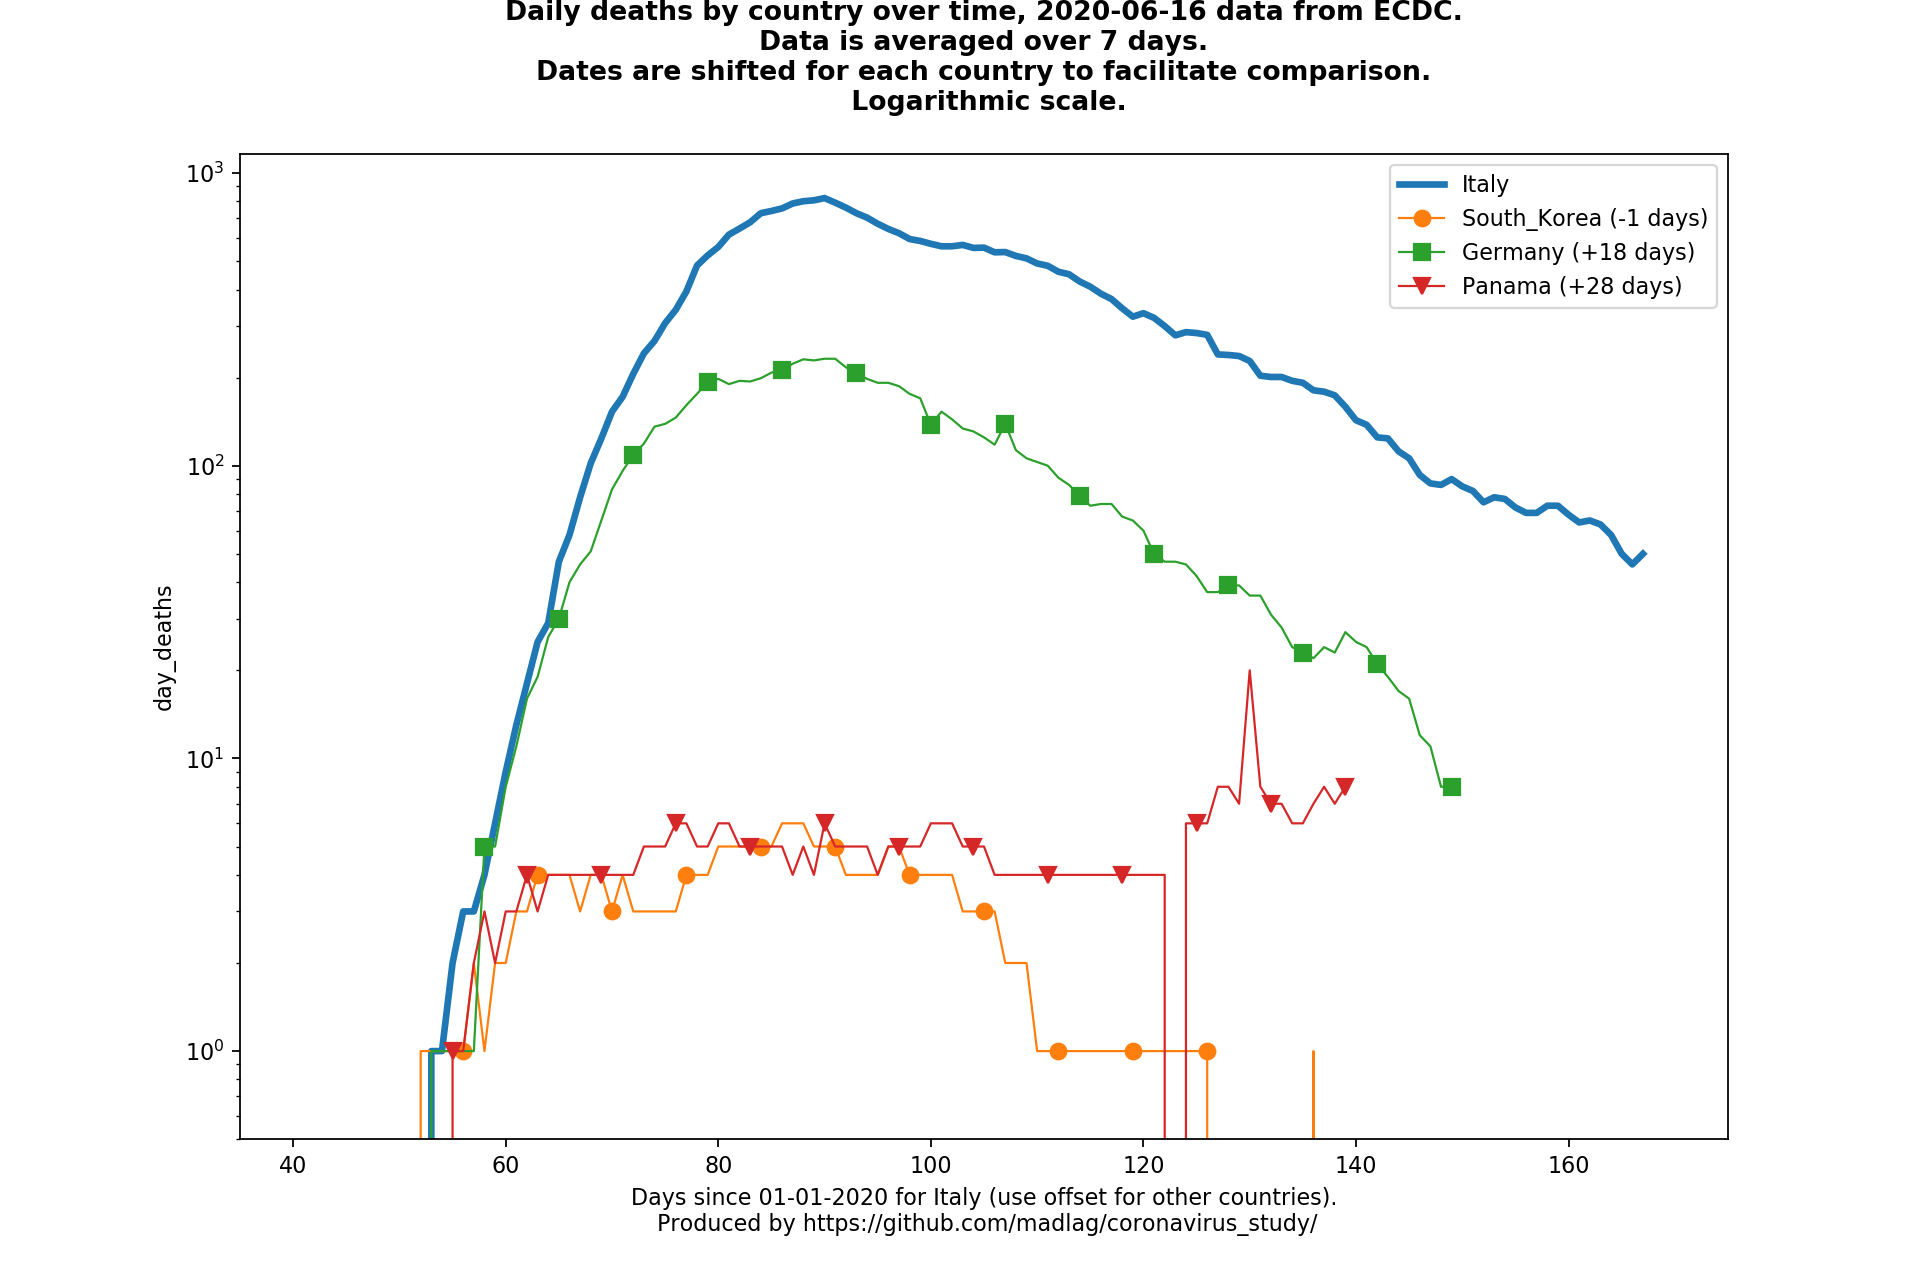 Daily deaths by country over time, 2020-06-16 data from ECDC.
Data is averaged over 7 days.
Dates are shifted for each country to facilitate comparison.
Logarithmic scale.
10³
10²
10¹
10⁰
day_deaths
Italy
South_Korea (-1 days)
Germany (+18 days)
Panama (+28 days)
40 60 80 100 120 140 160
Days since 01-01-2020 for Italy (use offset for other countries).
Produced by https://github.com/madlag/coronavirus_study/